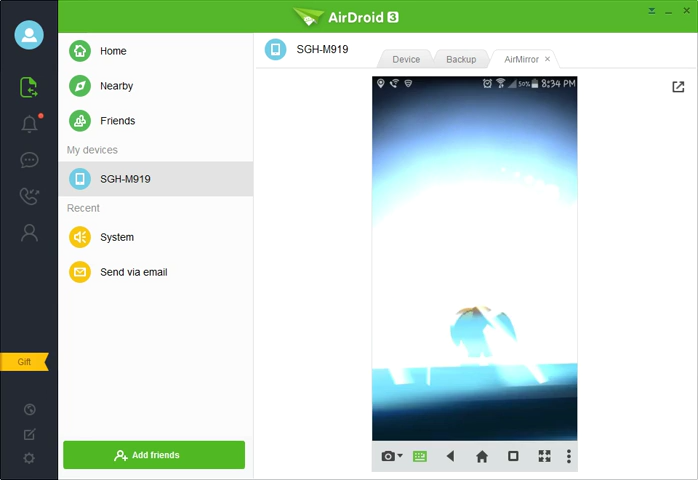 AirDroid 3
Home
Nearby
Friends
My devices
SGH-M919
Recent
System
Send via email
Gift
Add friends
SGH-M919
Device
Backup
AirMirror
50%
8:34 PM